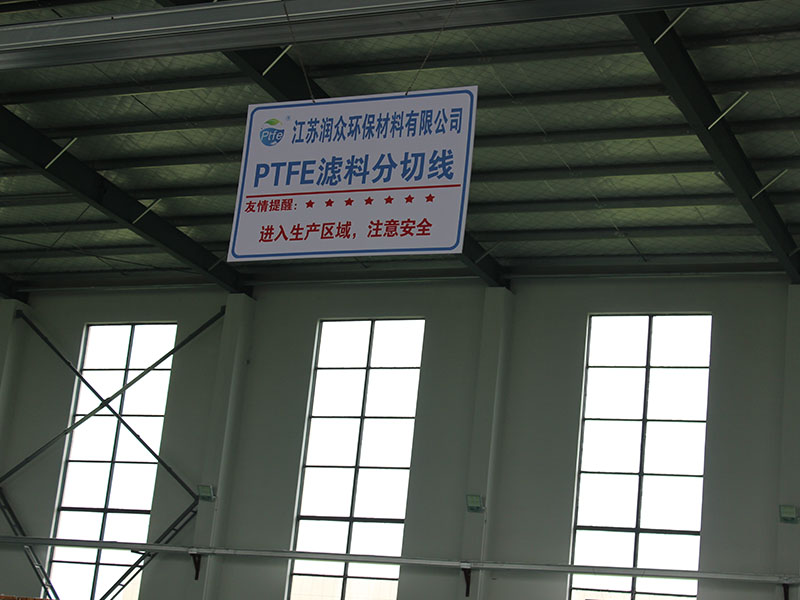 Ptfe ® 江苏润众环保材料有限公司
PTFE滤料分切线
友情提醒：★ ★ ★ ★ ★ ★ ★
进入生产区域，注意安全